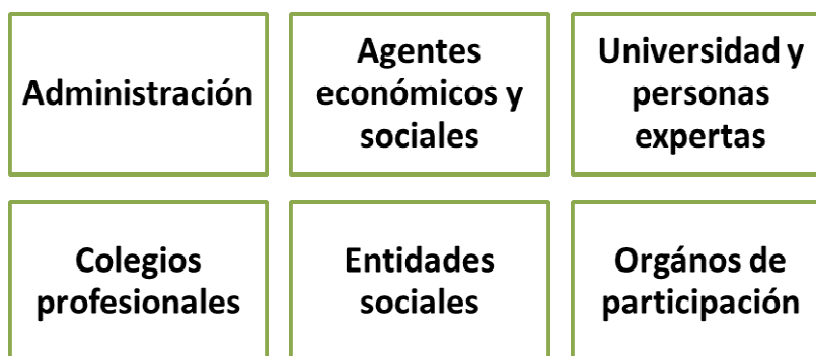 Administración
Agentes
económicos y
sociales
Universidad y
personas
expertas
Colegios
profesionales
Entidades
sociales
Orgános de
participación